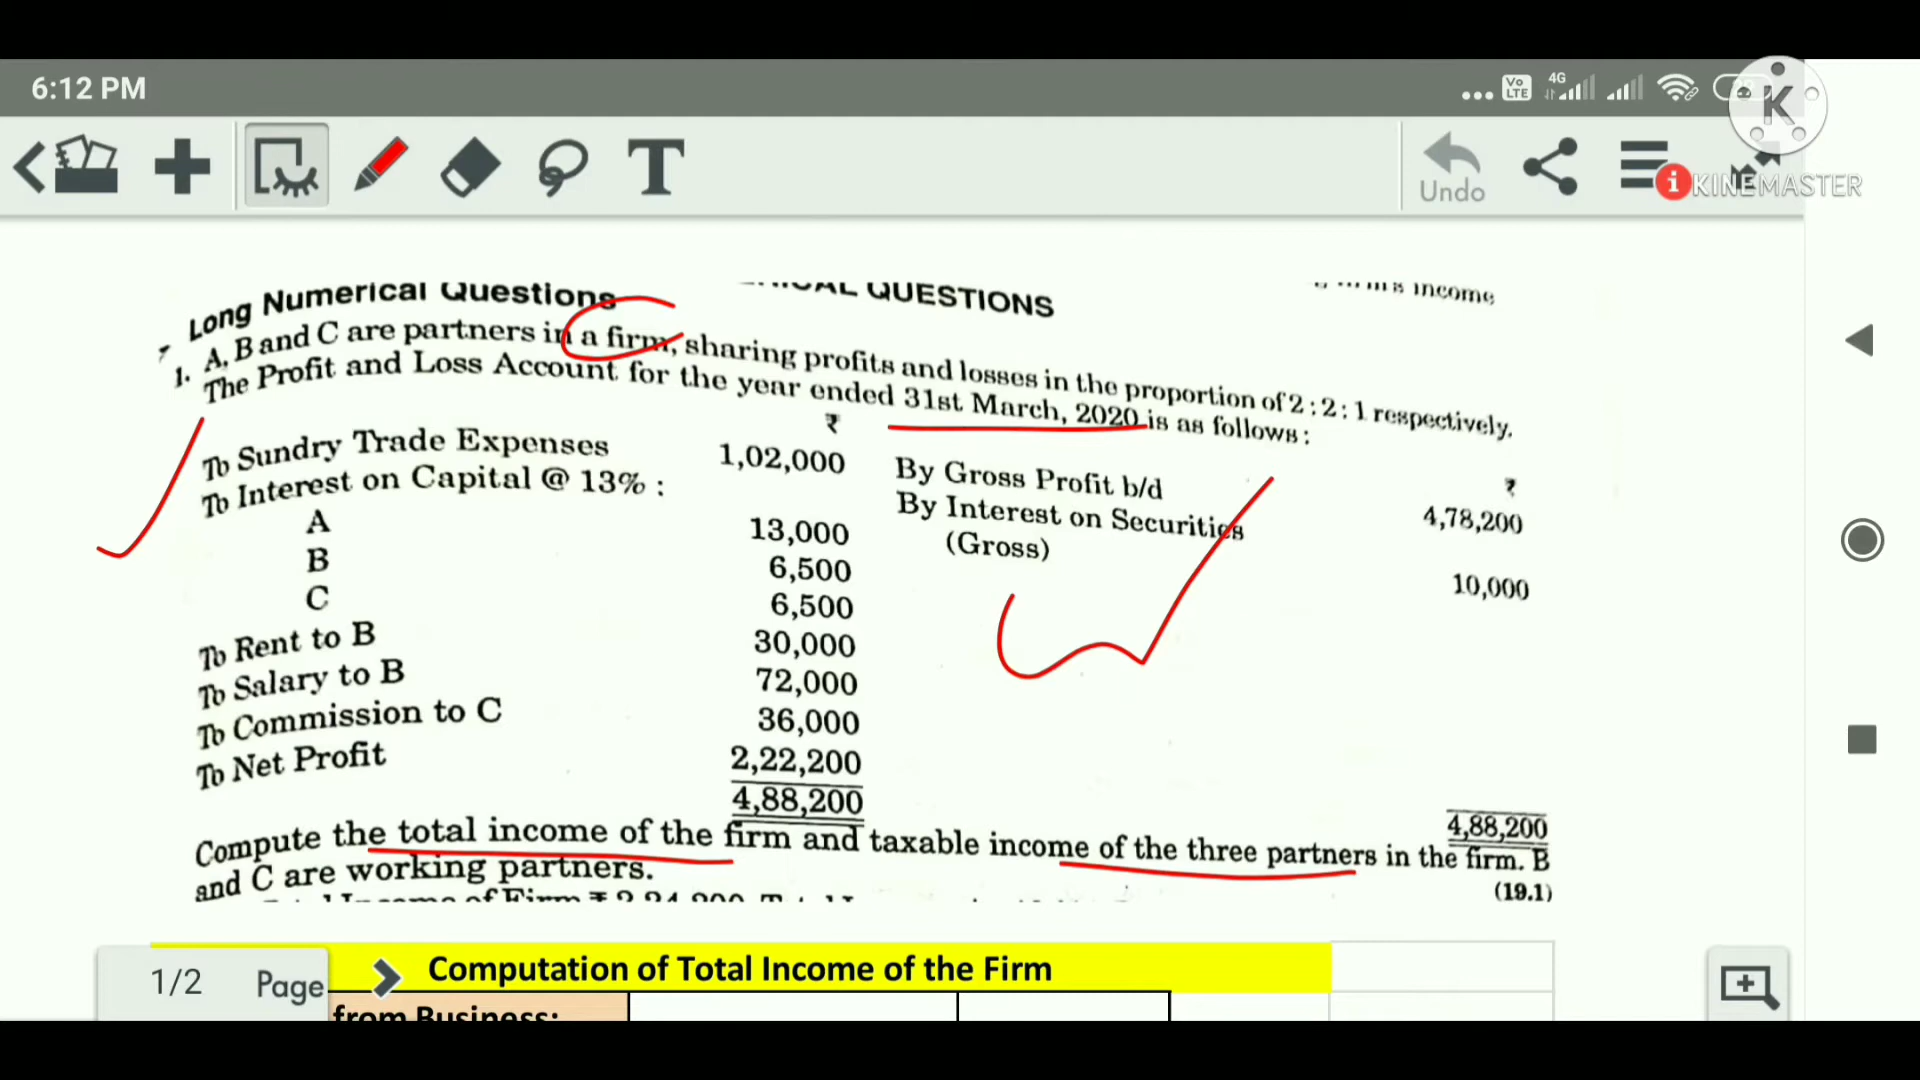 6:12 PM
Vo LTE 4G
K
T
Undo
i KINEMASTER
Long Numerical Questions
QUESTIONS
income
1. A, B and C are partners in a firm, sharing profits and losses in the proportion of 2 : 2 : 1 respectively.
The Profit and Loss Account for the year ended 31st March, 2020 is as follows :
₹
₹
To Sundry Trade Expenses 1,02,000 By Gross Profit b/d 4,78,200
To Interest on Capital @ 13% : By Interest on Securities
A 13,000 (Gross) 10,000
B 6,500
C 6,500
To Rent to B 30,000
To Salary to B 72,000
To Commission to C 36,000
To Net Profit 2,22,200
4,88,200 4,88,200
Compute the total income of the firm and taxable income of the three partners in the firm. B
and C are working partners. (19.1)
of Firm ₹
1/2 Page
Computation of Total Income of the Firm
from Business: